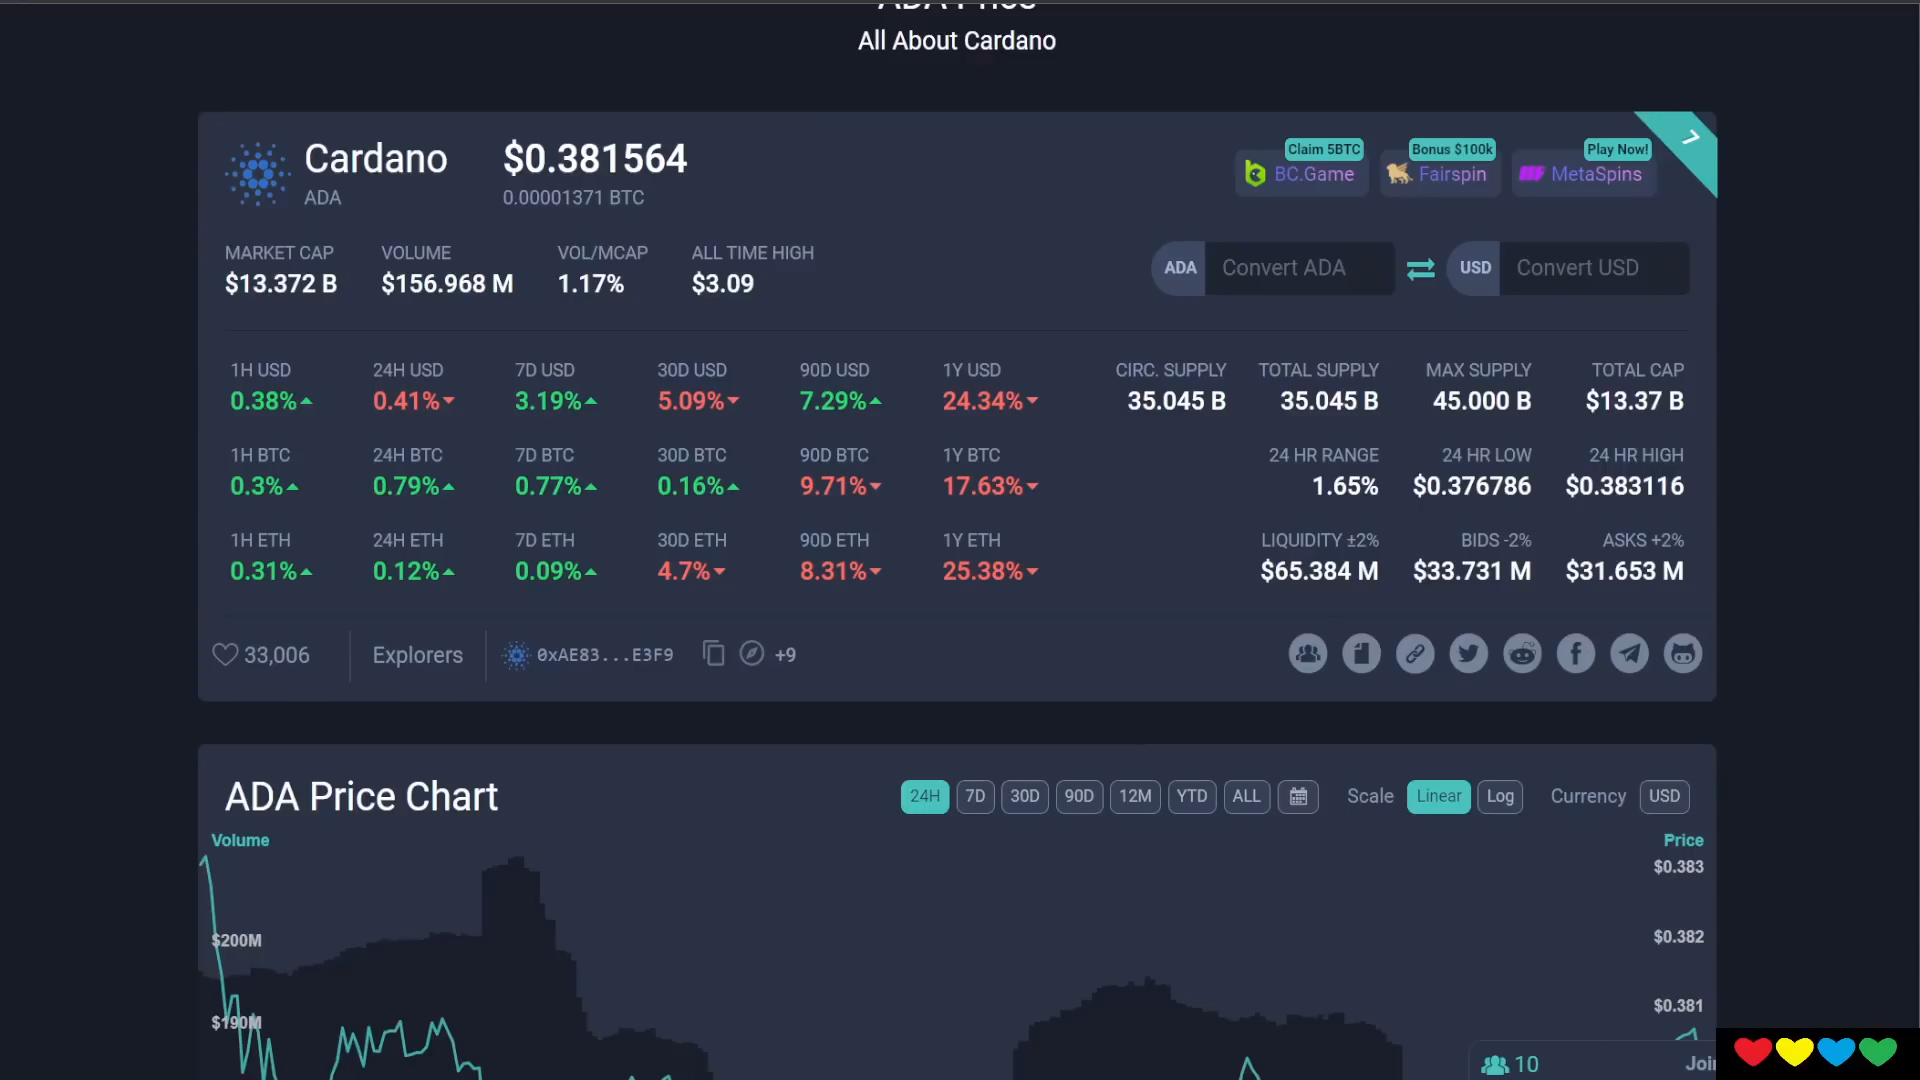 ADA Price
All About Cardano
Cardano
ADA
$0.381564
0.00001371 BTC
Claim 5BTC
BC.Game
Bonus $100k
Fairspin
Play Now!
MetaSpins
MARKET CAP VOLUME VOL/MCAP ALL TIME HIGH
$13.372 B $156.968 M 1.17% $3.09
ADA Convert ADA USD Convert USD
1H USD 24H USD 7D USD 30D USD 90D USD 1Y USD CIRC. SUPPLY TOTAL SUPPLY MAX SUPPLY TOTAL CAP
0.38% 0.41% 3.19% 5.09% 7.29% 24.34% 35.045 B 35.045 B 45.000 B $13.37 B
1H BTC 24H BTC 7D BTC 30D BTC 90D BTC 1Y BTC 24 HR RANGE 24 HR LOW 24 HR HIGH
0.3% 0.79% 0.77% 0.16% 9.71% 17.63% 1.65% $0.376786 $0.383116
1H ETH 24H ETH 7D ETH 30D ETH 90D ETH 1Y ETH LIQUIDITY ±2% BIDS -2% ASKS +2%
0.31% 0.12% 0.09% 4.7% 8.31% 25.38% $65.384 M $33.731 M $31.653 M
33,006 Explorers 0xAE83...E3F9 +9
ADA Price Chart 24H 7D 30D 90D 12M YTD ALL Scale Linear Log Currency USD
Volume Price
$0.383
$200M $0.382
$190M $0.381
10 Joi